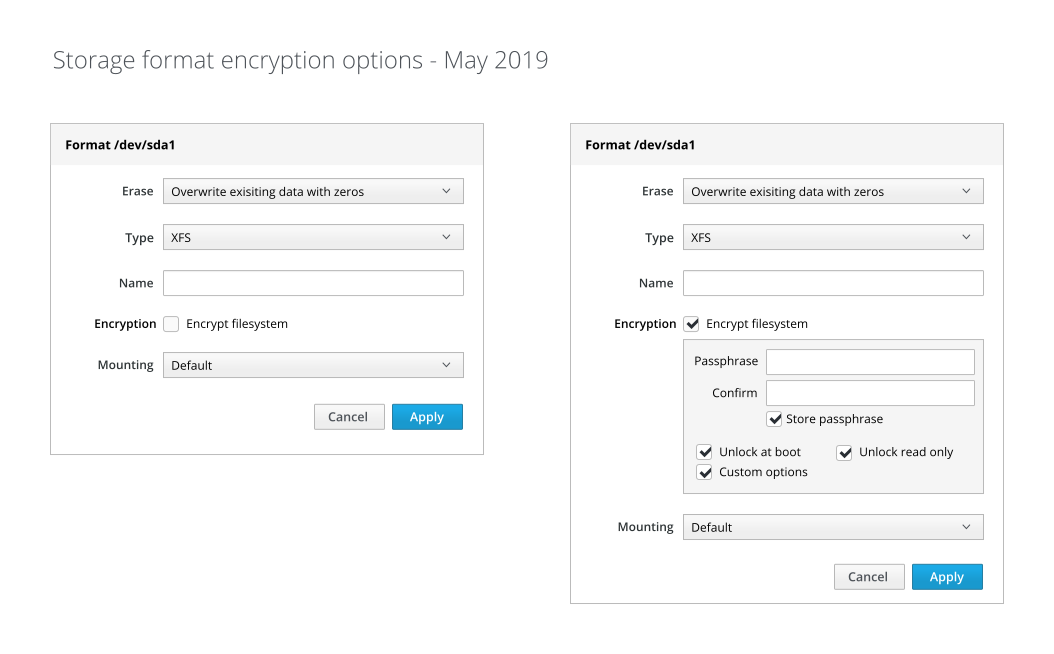 Storage format encryption options - May 2019
Format /dev/sda1
Erase Overwrite exisiting data with zeros
Type XFS
Name
Encryption Encrypt filesystem
Mounting Default
Cancel Apply
Format /dev/sda1
Erase Overwrite exisiting data with zeros
Type XFS
Name
Encryption Encrypt filesystem
Passphrase
Confirm
Store passphrase
Unlock at boot Unlock read only
Custom options
Mounting Default
Cancel Apply